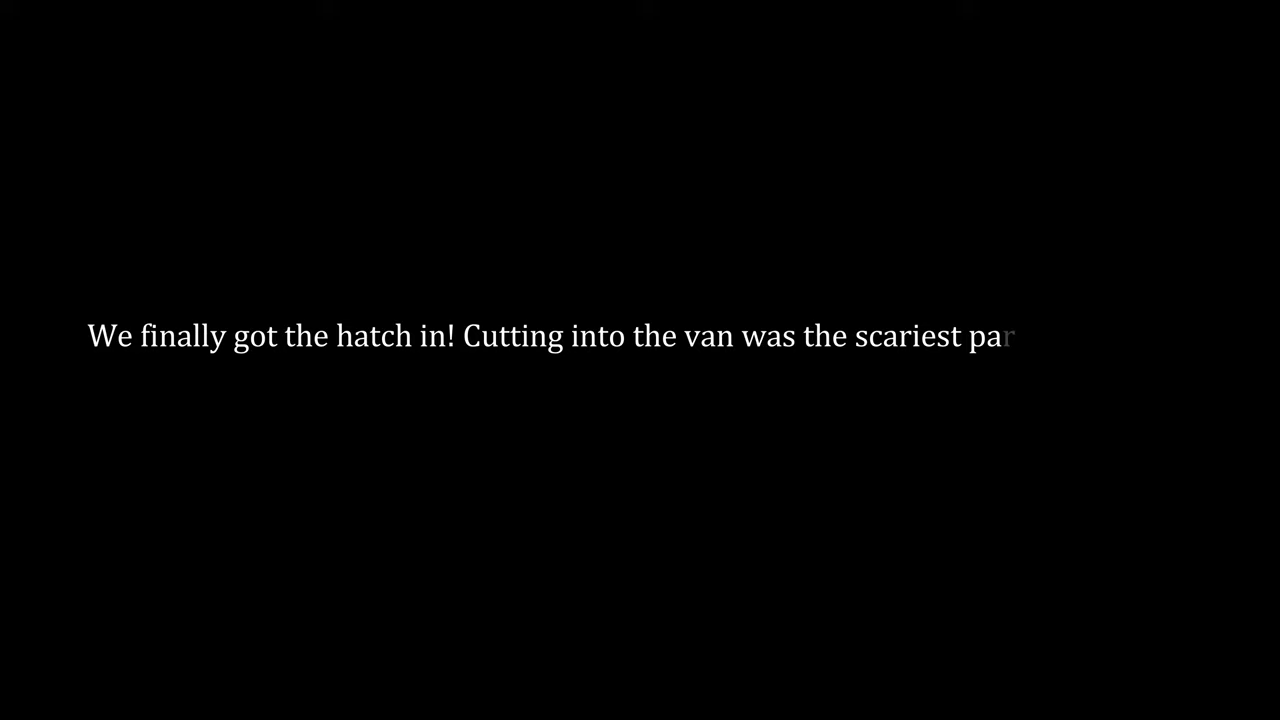 We finally got the hatch in! Cutting into the van was the scariest par